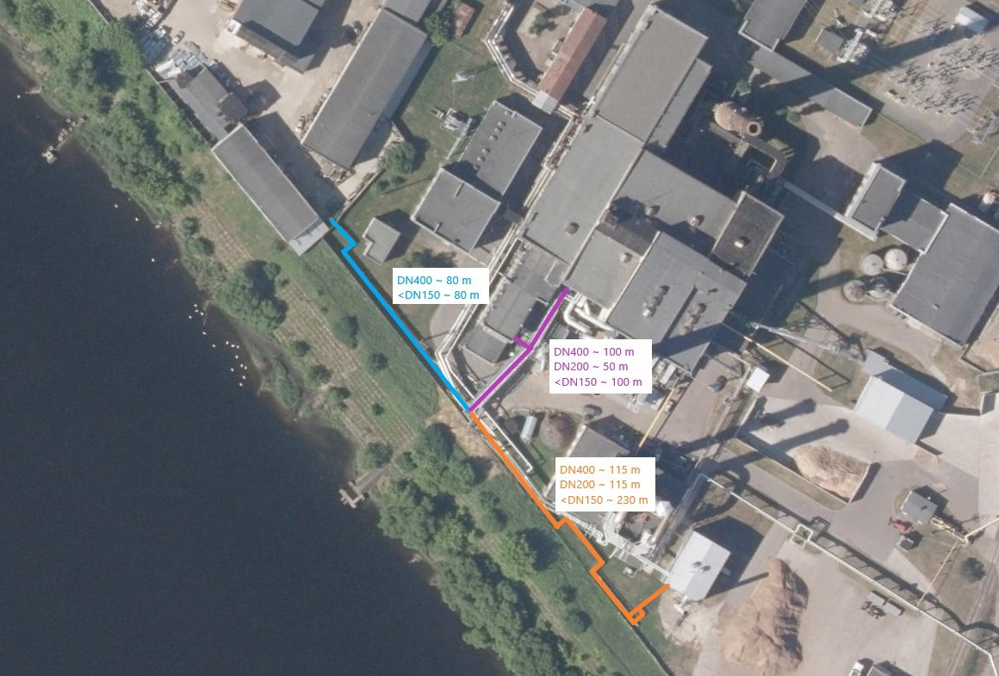 DN400 ~ 80 m
<DN150 ~ 80 m
DN400 ~ 100 m
DN200 ~ 50 m
<DN150 ~ 100 m
DN400 ~ 115 m
DN200 ~ 115 m
<DN150 ~ 230 m